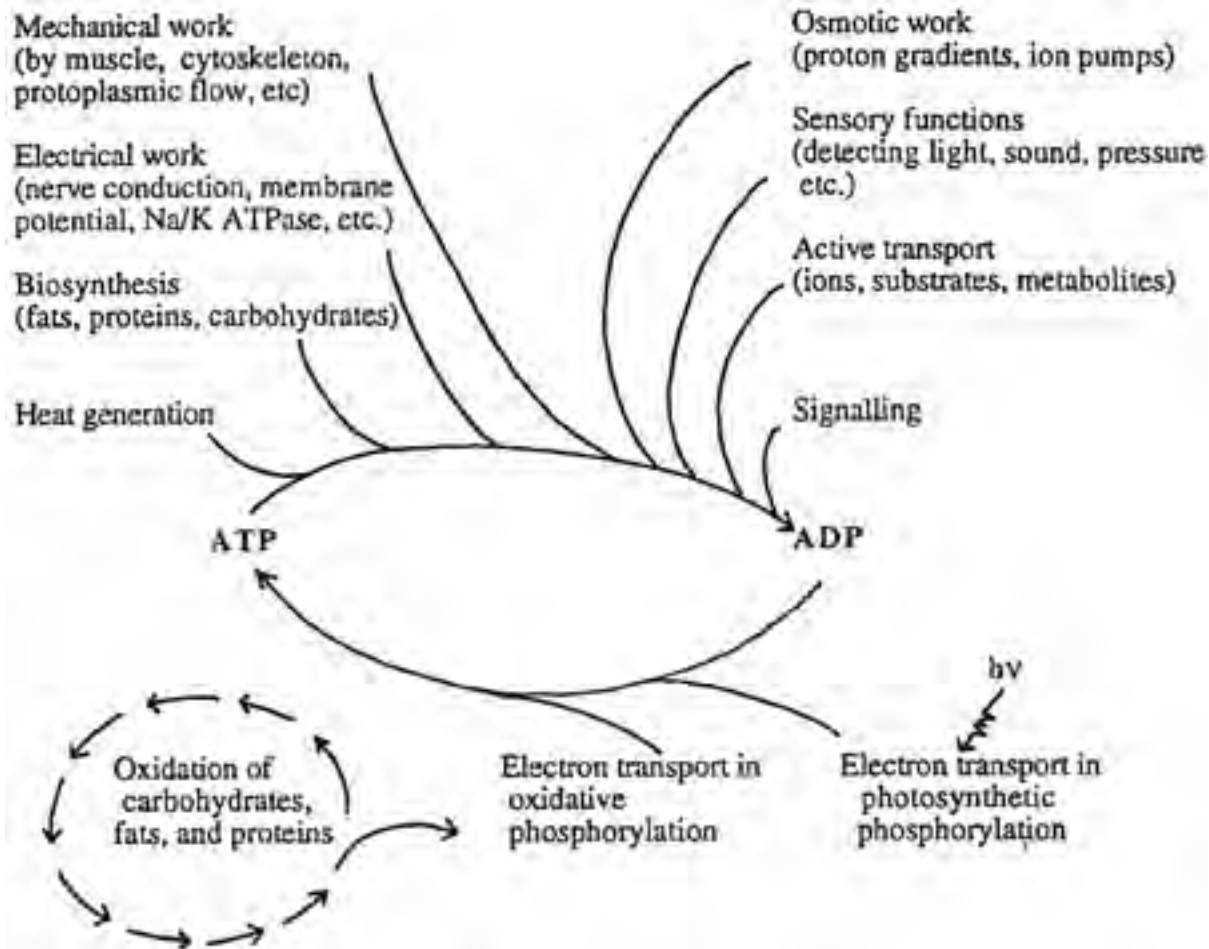 Mechanical work
(by muscle, cytoskeleton,
protoplasmic flow, etc)
Electrical work
(nerve conduction, membrane
potential, Na/K ATPase, etc.)
Biosynthesis
(fats, proteins, carbohydrates)
Heat generation
Osmotic work
(proton gradients, ion pumps)
Sensory functions
(detecting light, sound, pressure
etc.)
Active transport
(ions, substrates, metabolites)
Signalling
ATP
ADP
hν
Oxidation of
carbohydrates,
fats, and proteins
Electron transport in
oxidative
phosphorylation
Electron transport in
photosynthetic
phosphorylation